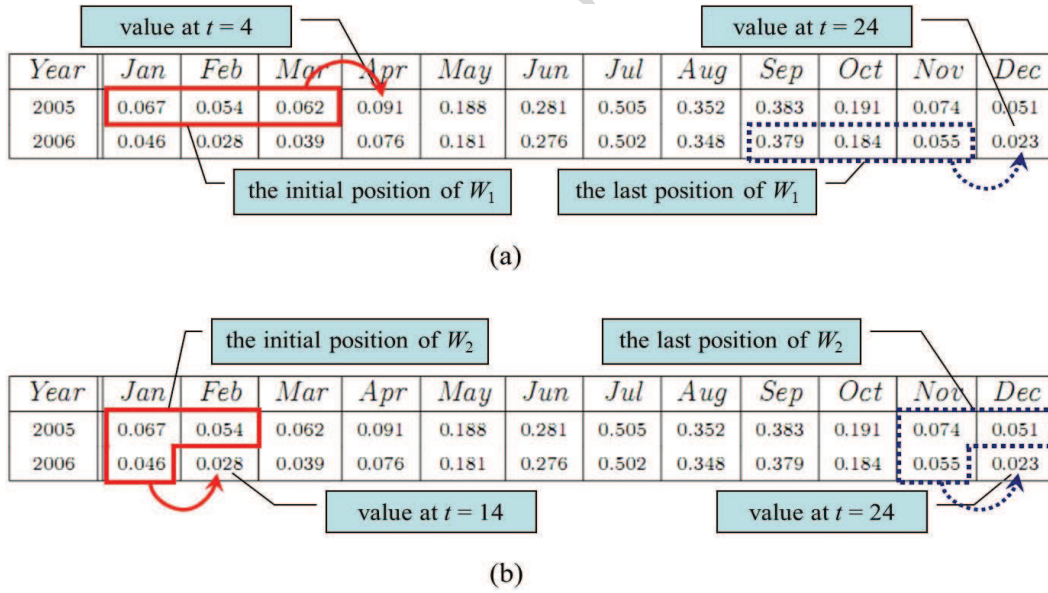 value at t = 4
value at t = 24
Year Jan Feb Mar Apr May Jun Jul Aug Sep Oct Nov Dec
2005 0.067 0.054 0.062 0.091 0.188 0.281 0.505 0.352 0.383 0.191 0.074 0.051
2006 0.046 0.028 0.039 0.076 0.181 0.276 0.502 0.348 0.379 0.184 0.055 0.023
the initial position of W1
the last position of W1
(a)
the initial position of W2
the last position of W2
Year Jan Feb Mar Apr May Jun Jul Aug Sep Oct Nov Dec
2005 0.067 0.054 0.062 0.091 0.188 0.281 0.505 0.352 0.383 0.191 0.074 0.051
2006 0.046 0.028 0.039 0.076 0.181 0.276 0.502 0.348 0.379 0.184 0.055 0.023
value at t = 14
value at t = 24
(b)